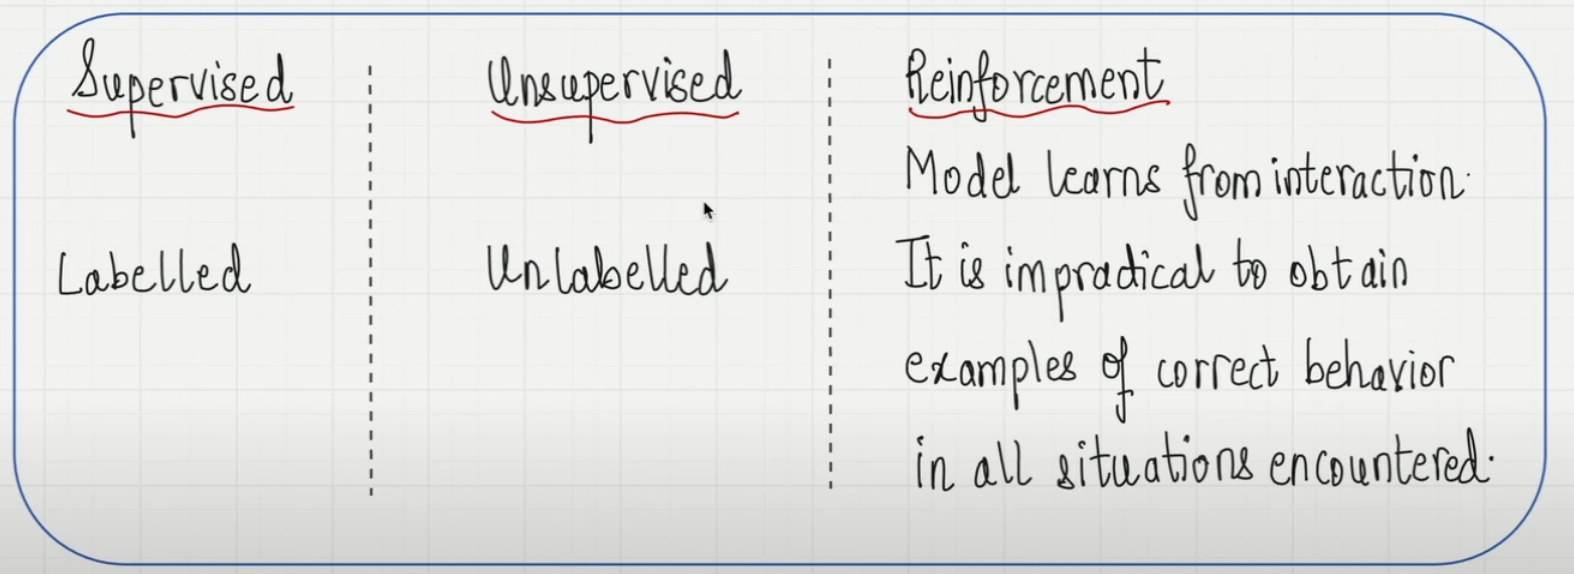 Supervised
Labelled
Unsupervised
Unlabelled
Reinforcement
Model learns from interaction.
It is impradical to obtain
examples of correct behavior
in all situations encountered.